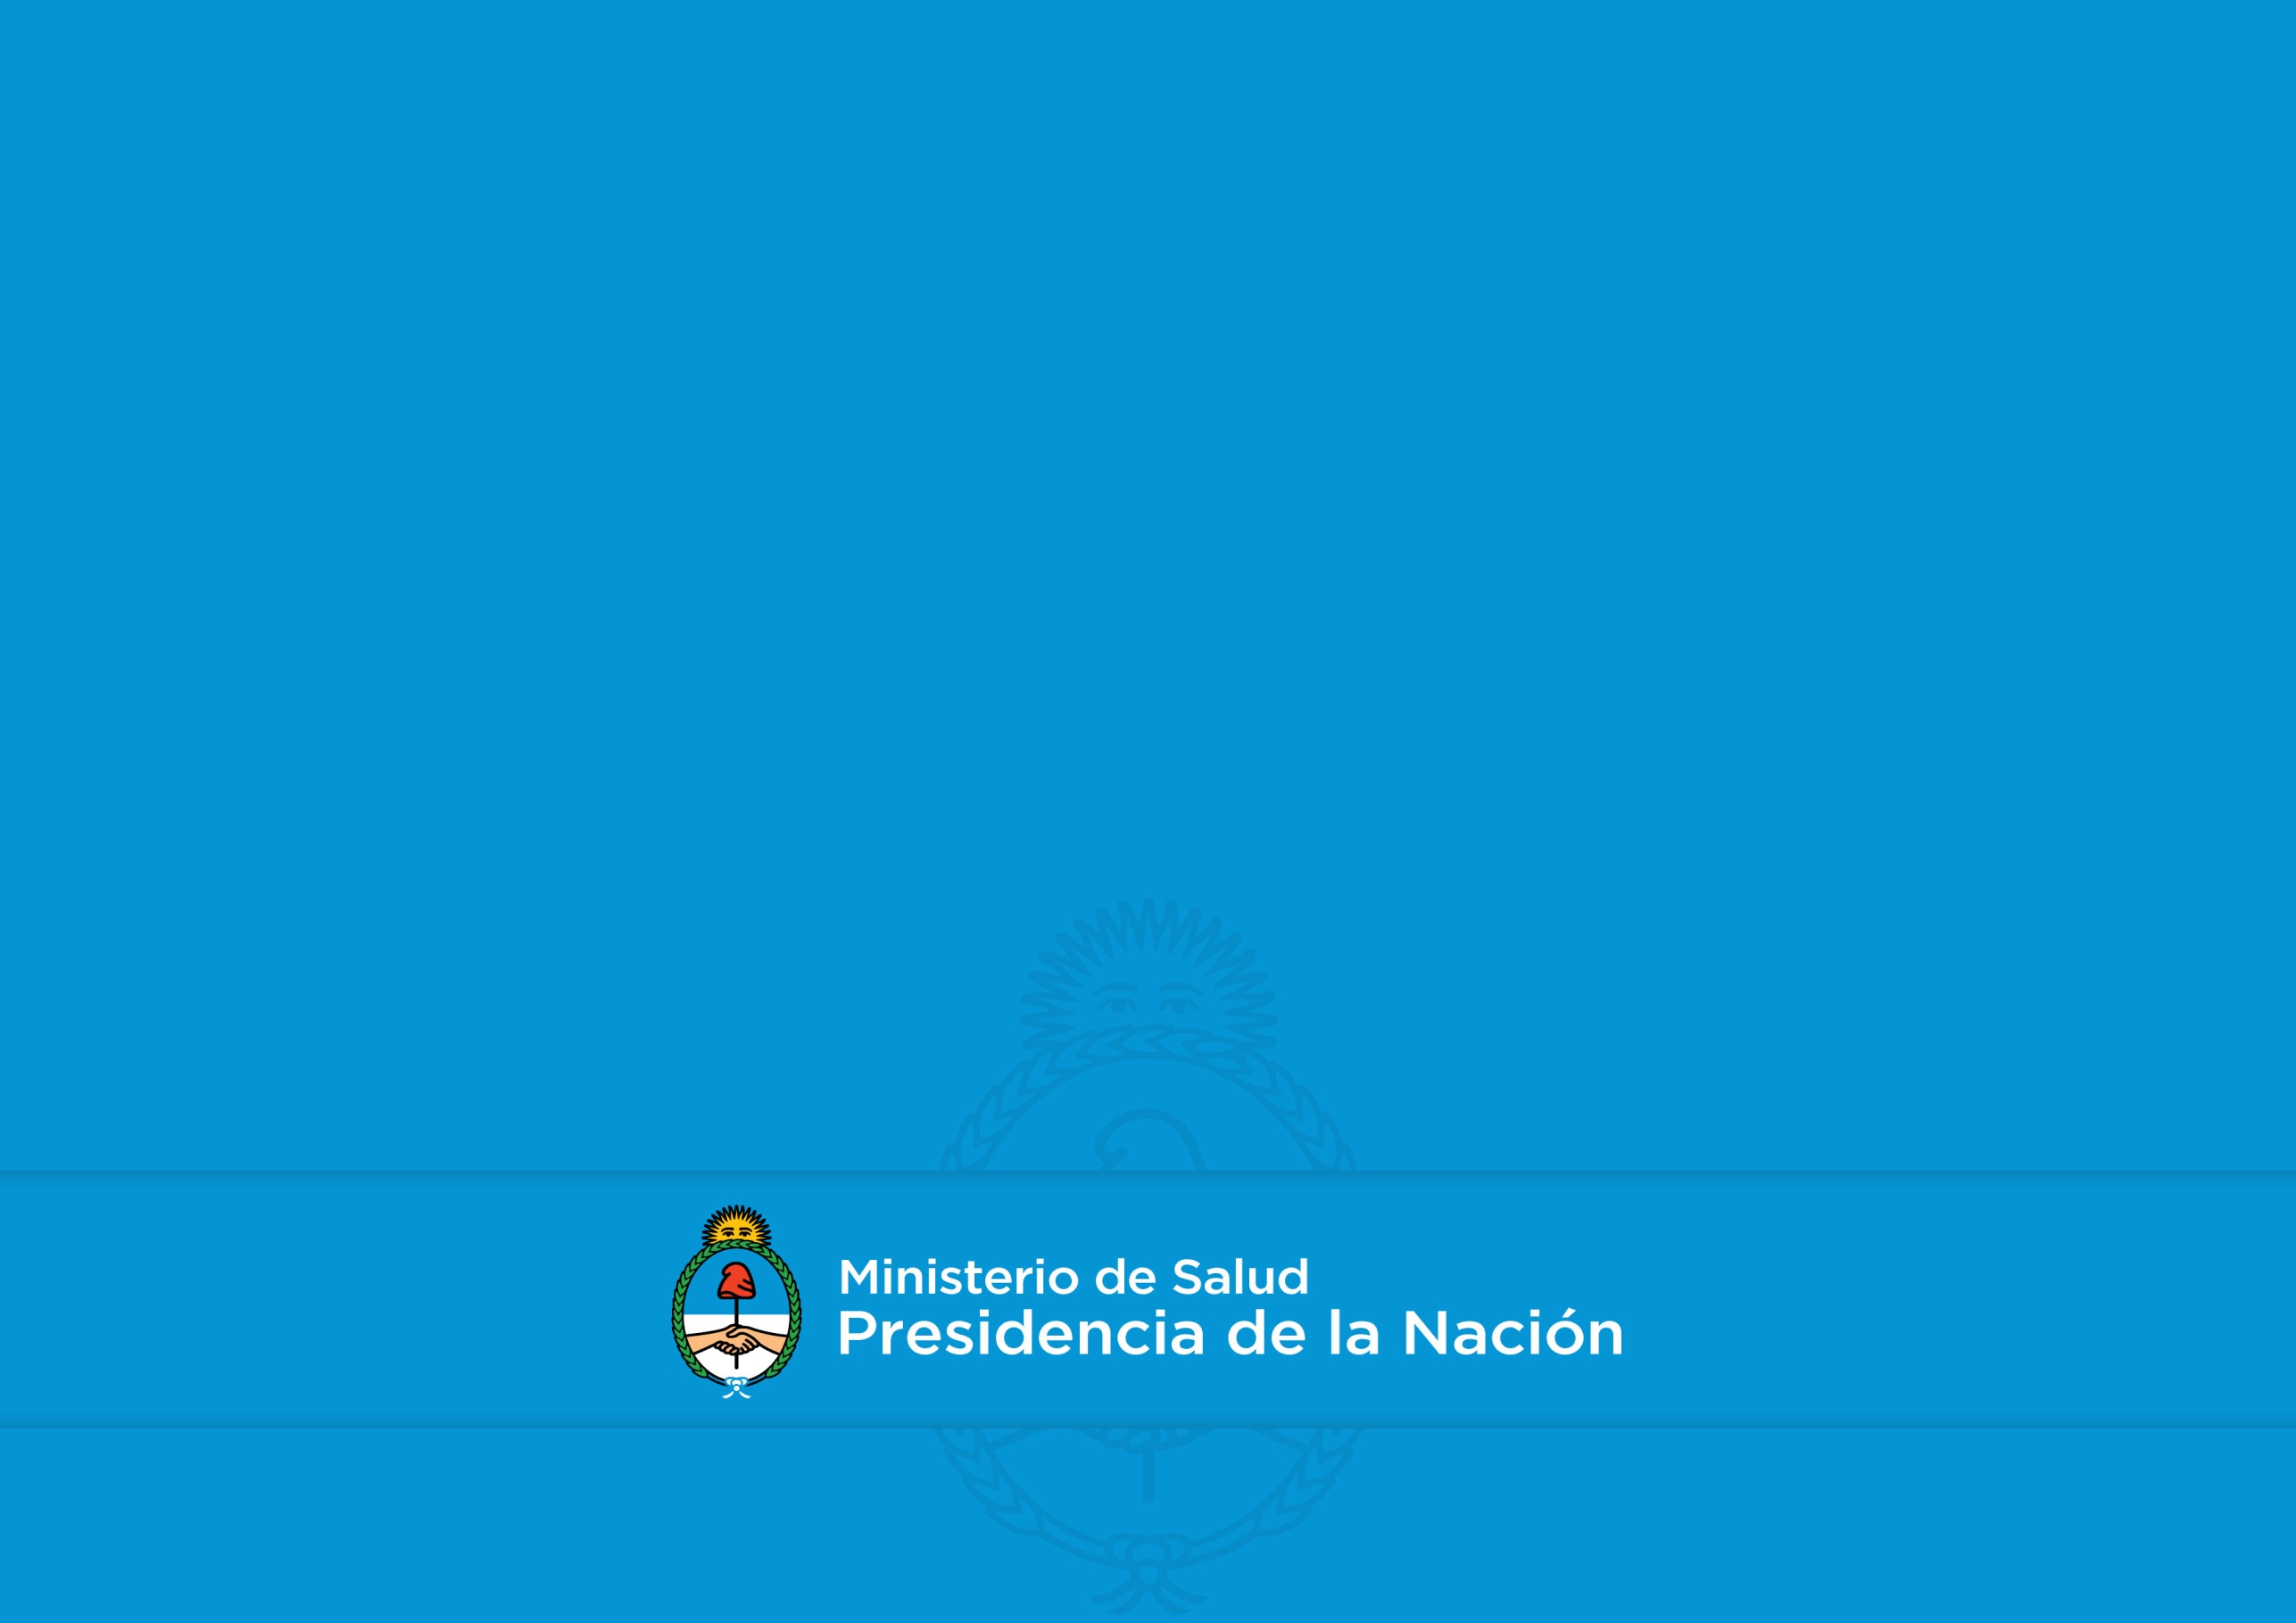 Ministerio de Salud
Presidencia de la Nación